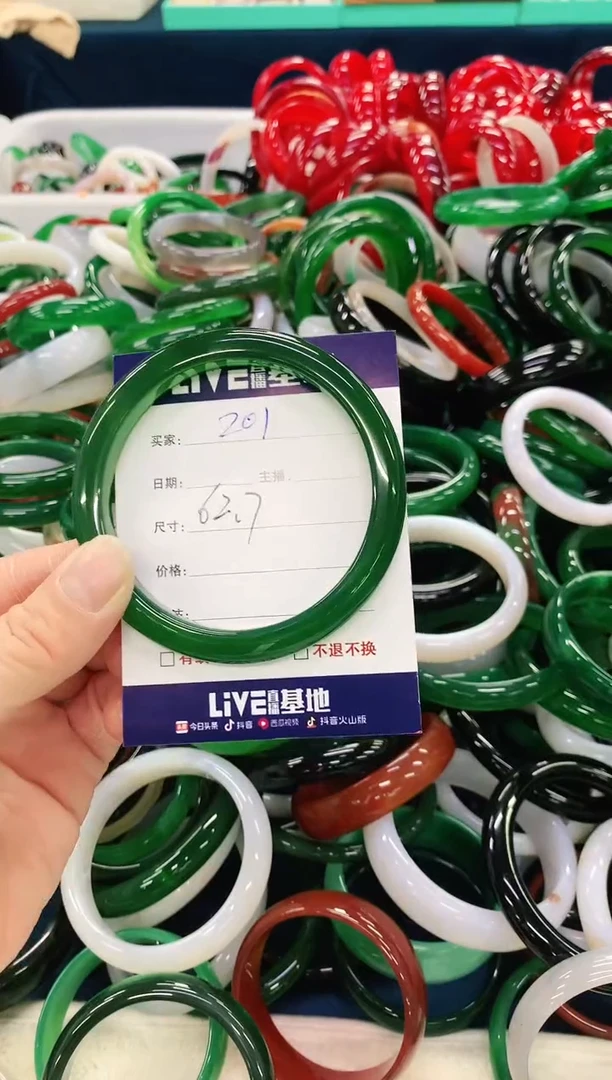 LiVE直播基
买家: 201
日期: 主播:
尺寸: 62.7
价格:
不退不换
LiVE直播基地
今日头条 抖音 西瓜视频 抖音火山版